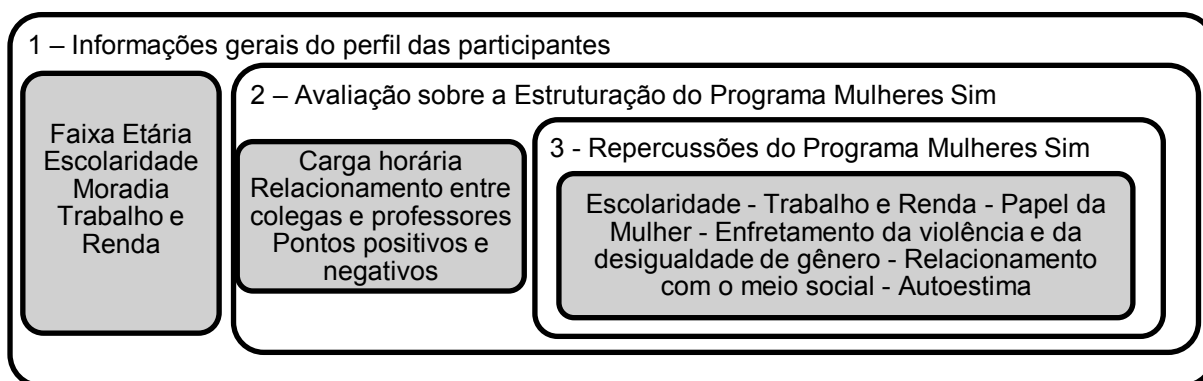 1 – Informações gerais do perfil das participantes
Faixa Etária
Escolaridade
Moradia
Trabalho e
Renda
2 – Avaliação sobre a Estruturação do Programa Mulheres Sim
Carga horária
Relacionamento entre
colegas e professores
Pontos positivos e
negativos
3 - Repercussões do Programa Mulheres Sim
Escolaridade - Trabalho e Renda - Papel da
Mulher - Enfretamento da violência e da
desigualdade de gênero - Relacionamento
com o meio social - Autoestima